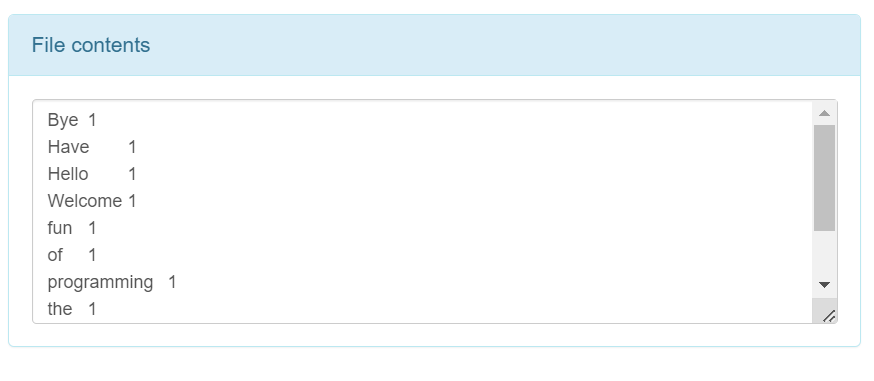 File contents
Bye 1
Have 1
Hello 1
Welcome 1
fun 1
of 1
programming 1
the 1